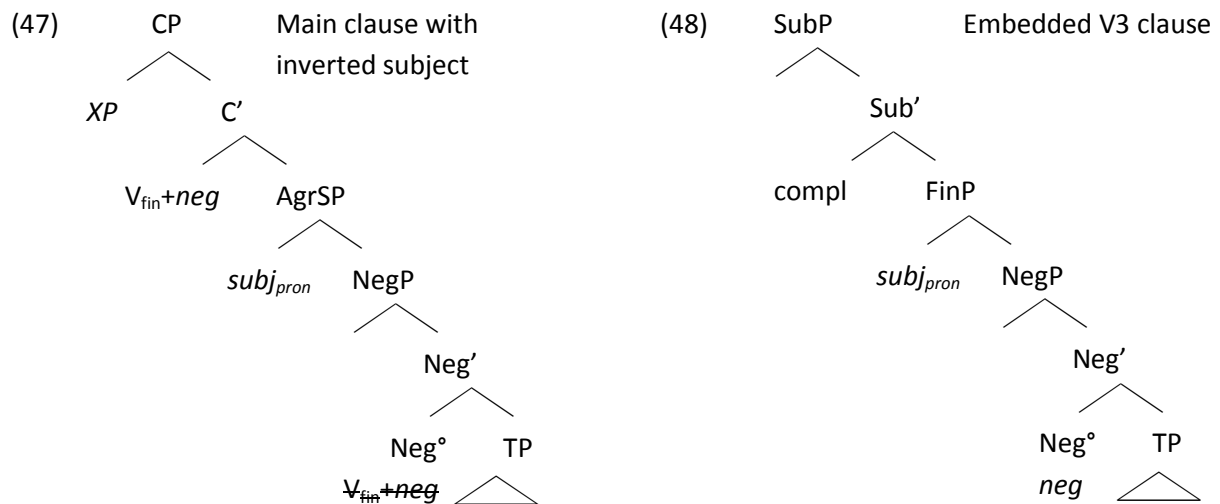 (47) CP Main clause with (48) SubP Embedded V3 clause
inverted subject
XP C’ Sub’
Vfin+neg AgrSP compl FinP
subjpron NegP subjpron NegP
Neg’ Neg’
Neg° TP Neg° TP
Vfin+neg neg